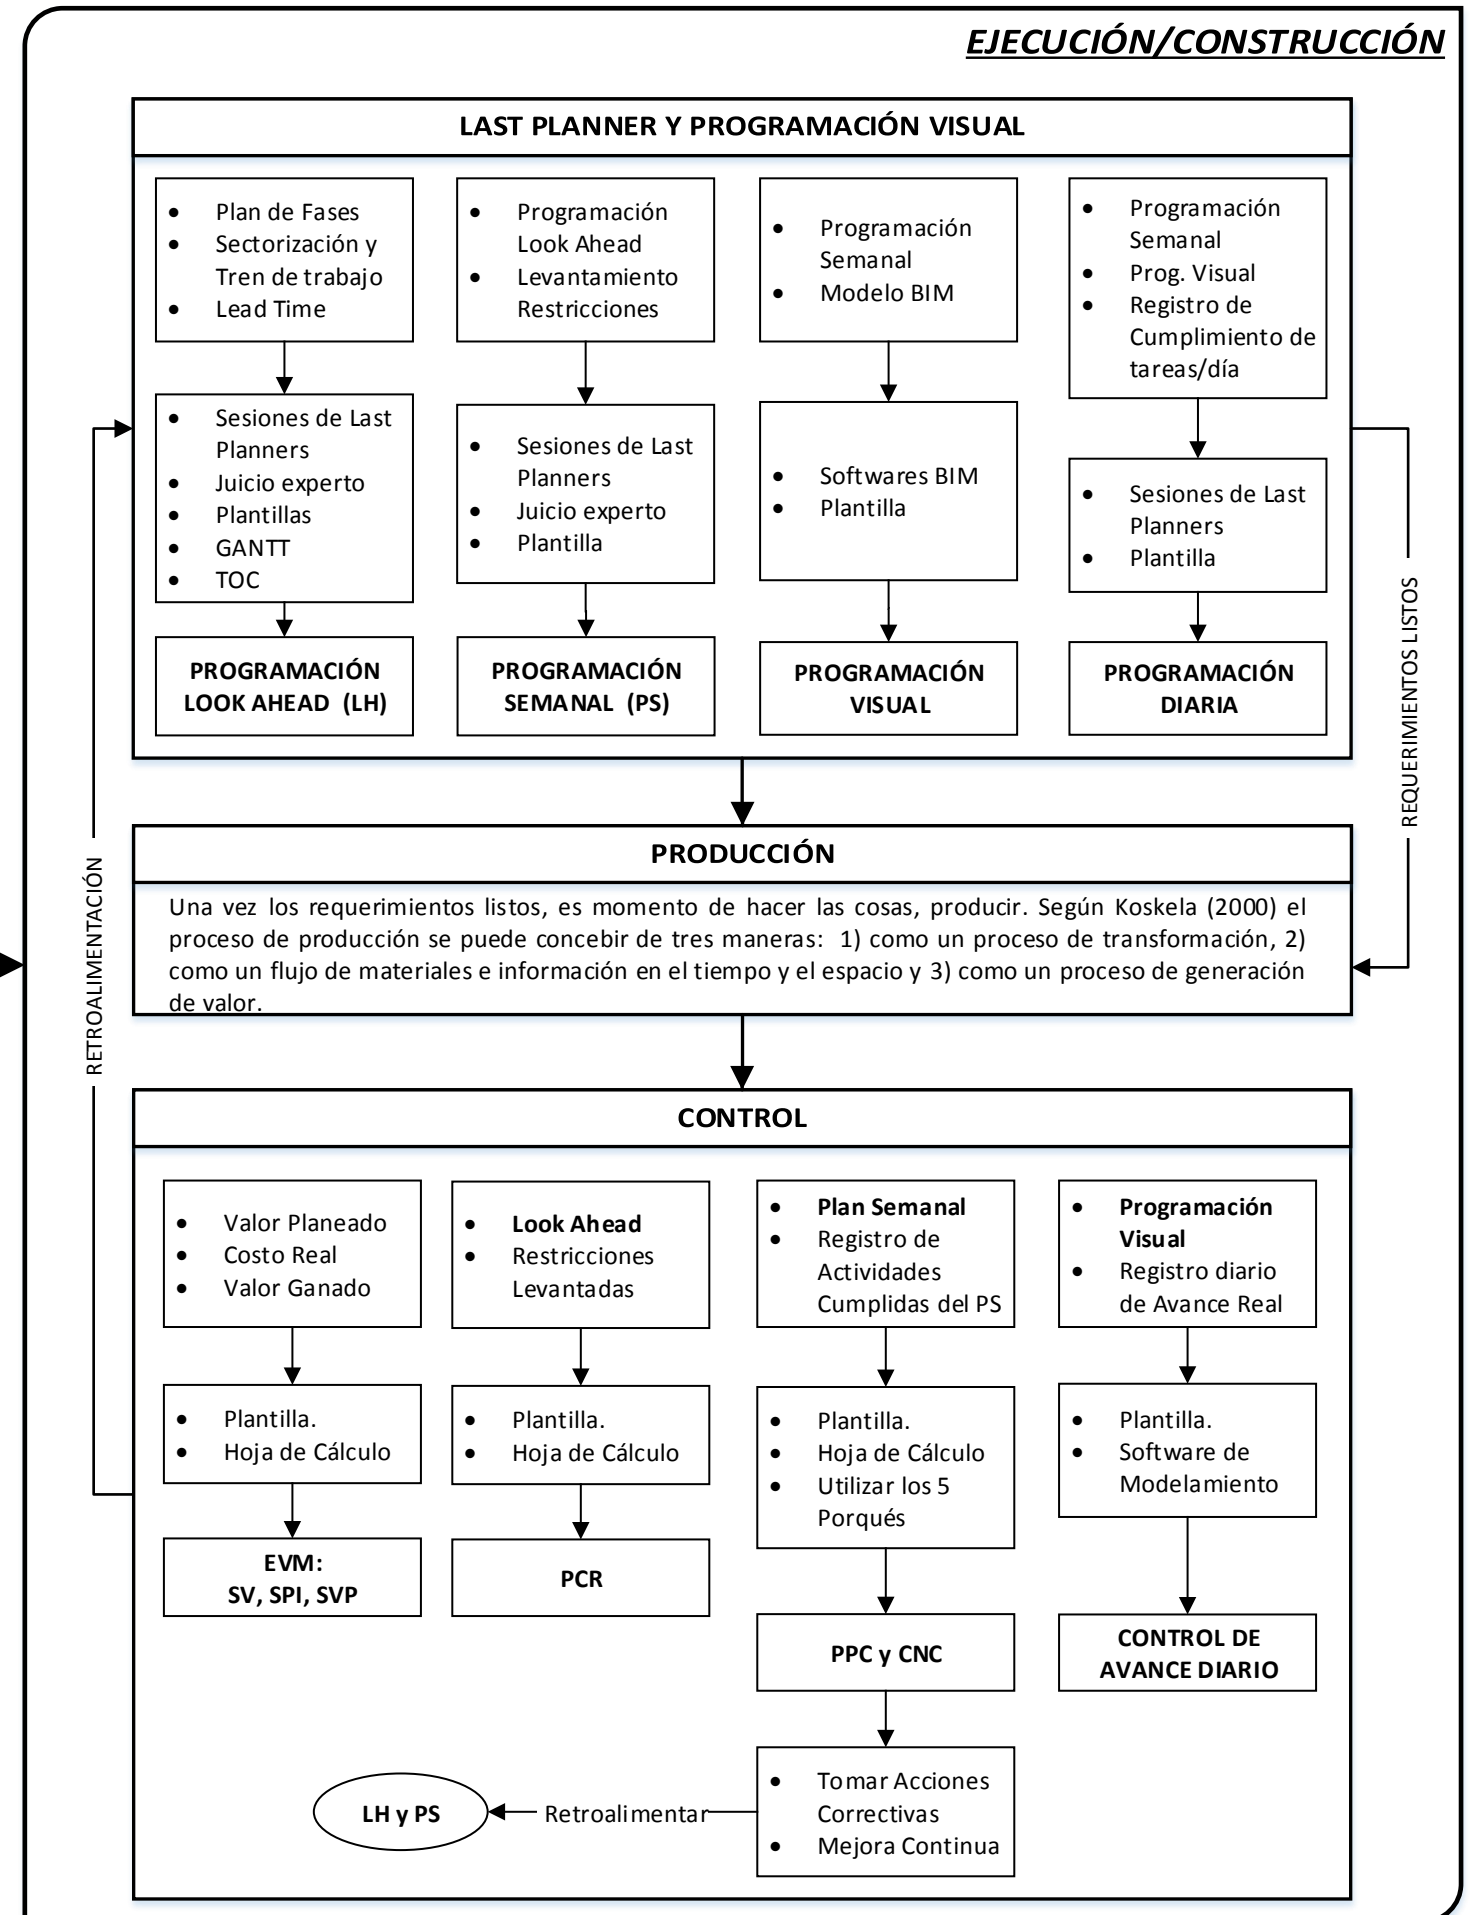 EJECUCIÓN/CONSTRUCCIÓN
LAST PLANNER Y PROGRAMACIÓN VISUAL
• Plan de Fases
• Sectorización y
Tren de trabajo
• Lead Time
• Sesiones de Last
Planners
• Juicio experto
• Plantillas
• GANTT
• TOC
PROGRAMACIÓN
LOOK AHEAD (LH)
• Programación
Look Ahead
• Levantamiento
Restricciones
• Sesiones de Last
Planners
• Juicio experto
• Plantilla
PROGRAMACIÓN
SEMANAL (PS)
• Programación
Semanal
• Modelo BIM
• Softwares BIM
• Plantilla
PROGRAMACIÓN
VISUAL
• Programación
Semanal
• Prog. Visual
• Registro de
Cumplimiento de
tareas/día
• Sesiones de Last
Planners
• Plantilla
PROGRAMACIÓN
DIARIA
REQUERIMIENTOS LISTOS
RETROALIMENTACIÓN
PRODUCCIÓN
Una vez los requerimientos listos, es momento de hacer las cosas, producir. Según Koskela (2000) el
proceso de producción se puede concebir de tres maneras: 1) como un proceso de transformación, 2)
como un flujo de materiales e información en el tiempo y el espacio y 3) como un proceso de generación
de valor.
CONTROL
• Valor Planeado
• Costo Real
• Valor Ganado
• Plantilla.
• Hoja de Cálculo
EVM:
SV, SPI, SVP
• Look Ahead
• Restricciones
Levantadas
• Plantilla.
• Hoja de Cálculo
PCR
• Plan Semanal
• Registro de
Actividades
Cumplidas del PS
• Plantilla.
• Hoja de Cálculo
• Utilizar los 5
Porqués
PPC y CNC
• Tomar Acciones
Correctivas
• Mejora Continua
Retroalimentar
LH y PS
• Programación
Visual
• Registro diario
de Avance Real
• Plantilla.
• Software de
Modelamiento
CONTROL DE
AVANCE DIARIO